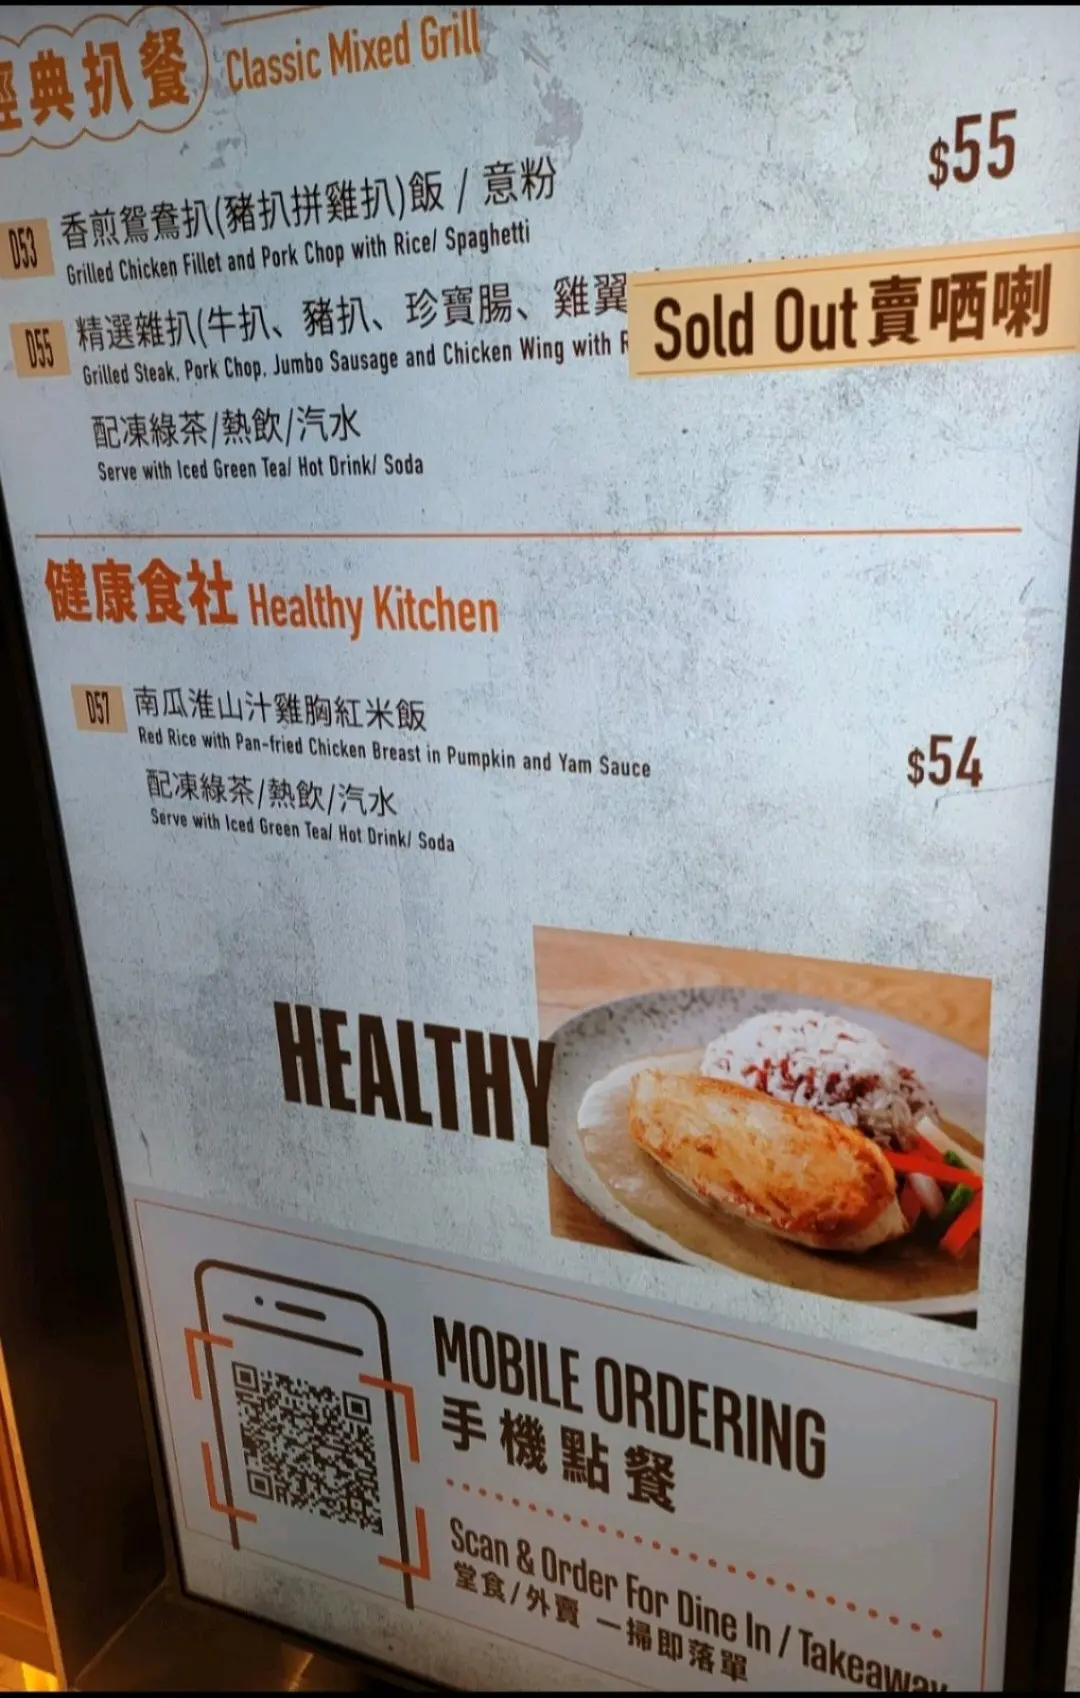 經典扒餐 Classic Mixed Grill
$55
D53 香煎鴛鴦扒(豬扒拼雞扒)飯 / 意粉
Grilled Chicken Fillet and Pork Chop with Rice/ Spaghetti
D55 精選雜扒(牛扒、豬扒、珍寶腸、雞翼
Grilled Steak, Pork Chop, Jumbo Sausage and Chicken Wing with R
Sold Out 賣哂喇
配凍綠茶/熱飲/汽水
Serve with Iced Green Tea/ Hot Drink/ Soda
健康食社 Healthy Kitchen
D57 南瓜淮山汁雞胸紅米飯
Red Rice with Pan-fried Chicken Breast in Pumpkin and Yam Sauce
$54
配凍綠茶/熱飲/汽水
Serve with Iced Green Tea/ Hot Drink/ Soda
HEALTHY
MOBILE ORDERING
手機點餐
Scan & Order For Dine In / Takeaway
堂食/外賣 一掃即落單